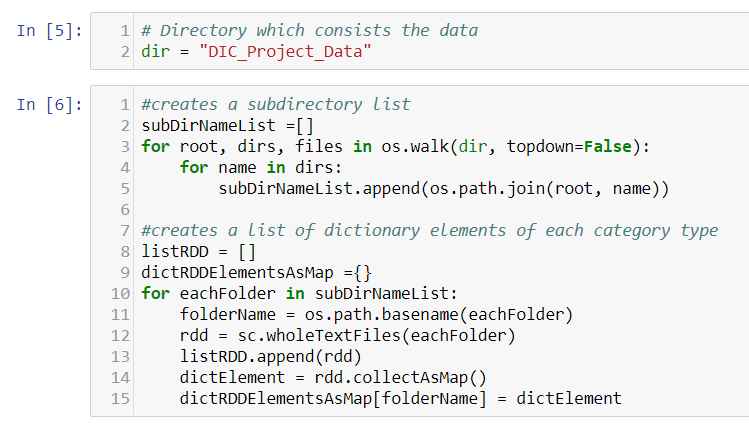 In [5]:
1 # Directory which consists the data
2 dir = "DIC_Project_Data"
In [6]:
1 #creates a subdirectory list
2 subDirNameList =[]
3 for root, dirs, files in os.walk(dir, topdown=False):
4     for name in dirs:
5         subDirNameList.append(os.path.join(root, name))
6
7 #creates a list of dictionary elements of each category type
8 listRDD = []
9 dictRDDElementsAsMap ={}
10 for eachFolder in subDirNameList:
11     folderName = os.path.basename(eachFolder)
12     rdd = sc.wholeTextFiles(eachFolder)
13     listRDD.append(rdd)
14     dictElement = rdd.collectAsMap()
15     dictRDDElementsAsMap[folderName] = dictElement